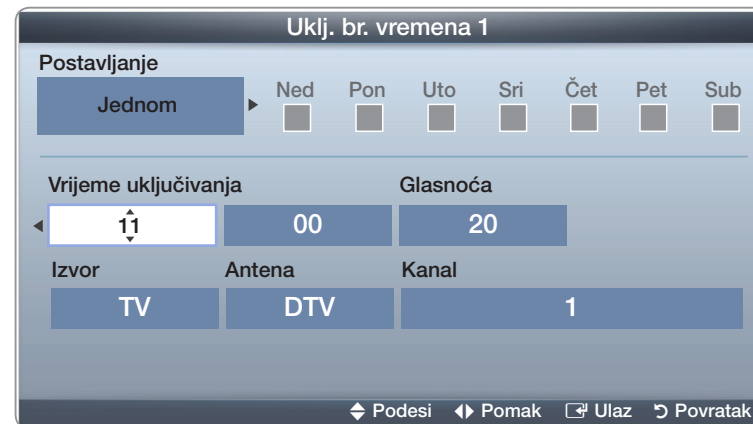 Uklj. br. vremena 1
Postavljanje
Jednom Ned Pon Uto Sri Čet Pet Sub
Vrijeme uključivanja Glasnoća
11 00 20
Izvor Antena Kanal
TV DTV 1
Podesi Pomak Ulaz Povratak